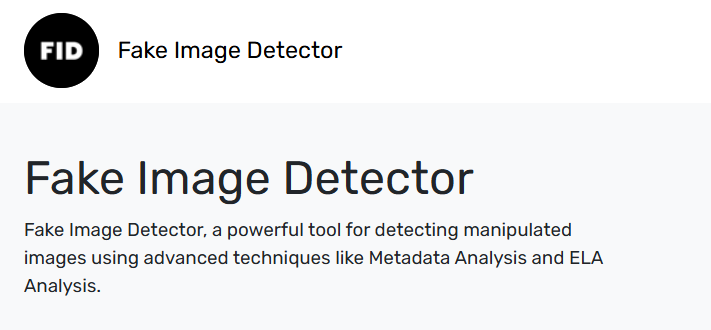 FID
Fake Image Detector
Fake Image Detector
Fake Image Detector, a powerful tool for detecting manipulated
images using advanced techniques like Metadata Analysis and ELA
Analysis.